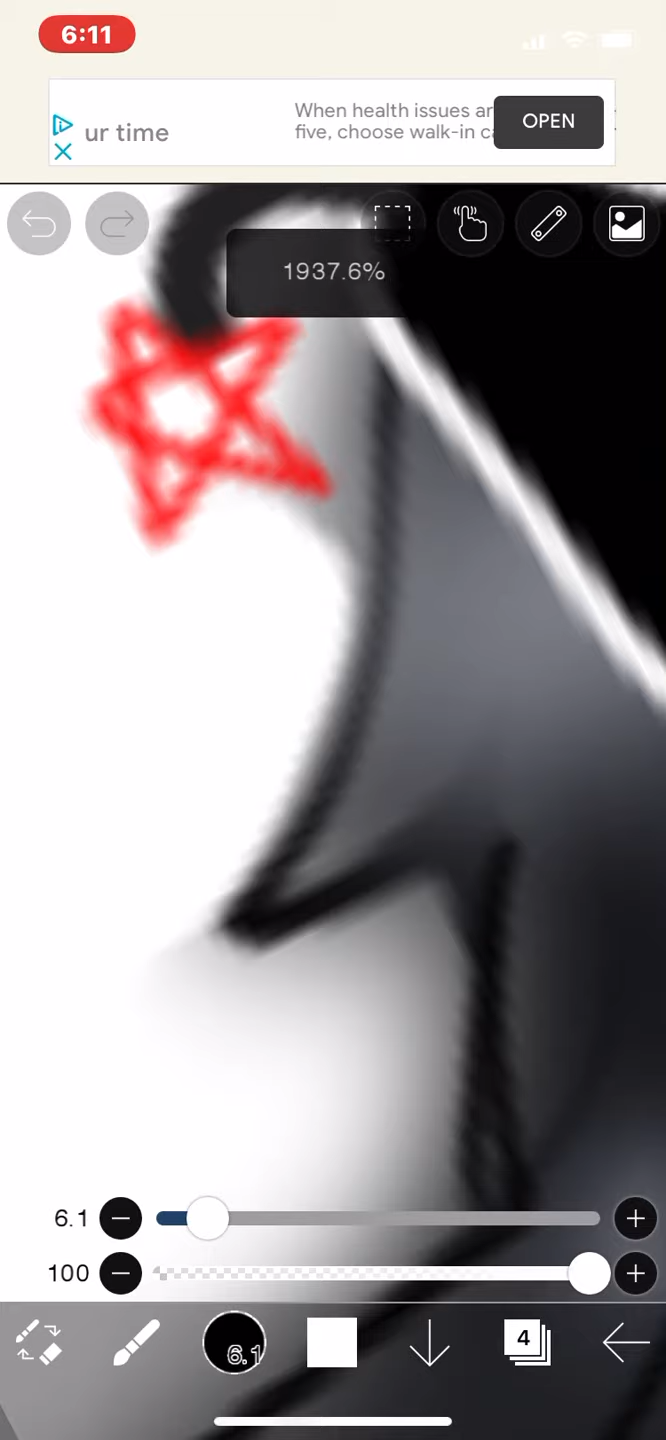 6:11
ur time
When health issues ar
five, choose walk-in ca
OPEN
1937.6%
6.1
100
6.1
4